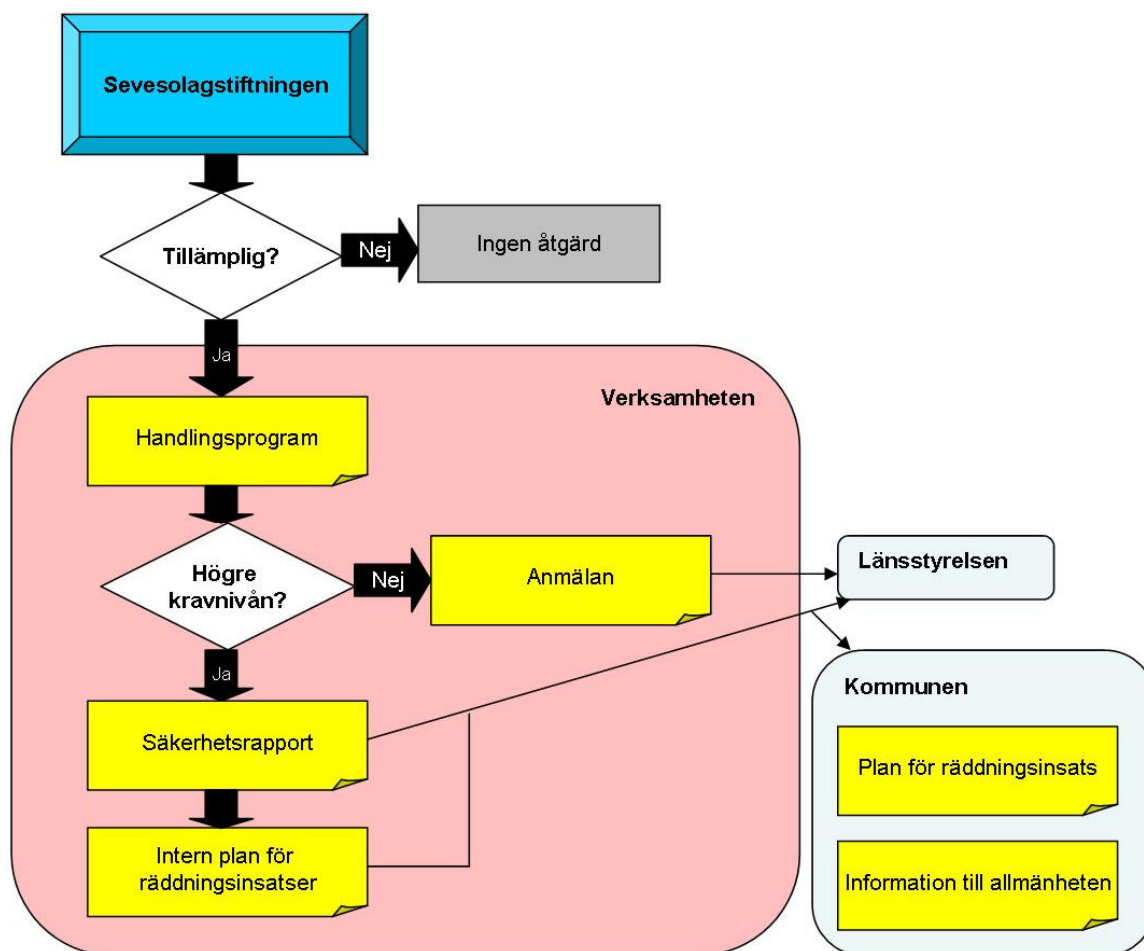 Sevesolagstiftningen
Tillämplig?
Nej
Ingen åtgärd
Ja
Verksamheten
Handlingsprogram
Högre
kravnivån?
Nej
Anmälan
Länsstyrelsen
Ja
Kommunen
Säkerhetsrapport
Plan för räddningsinsats
Intern plan för
räddningsinsatser
Information till allmänheten